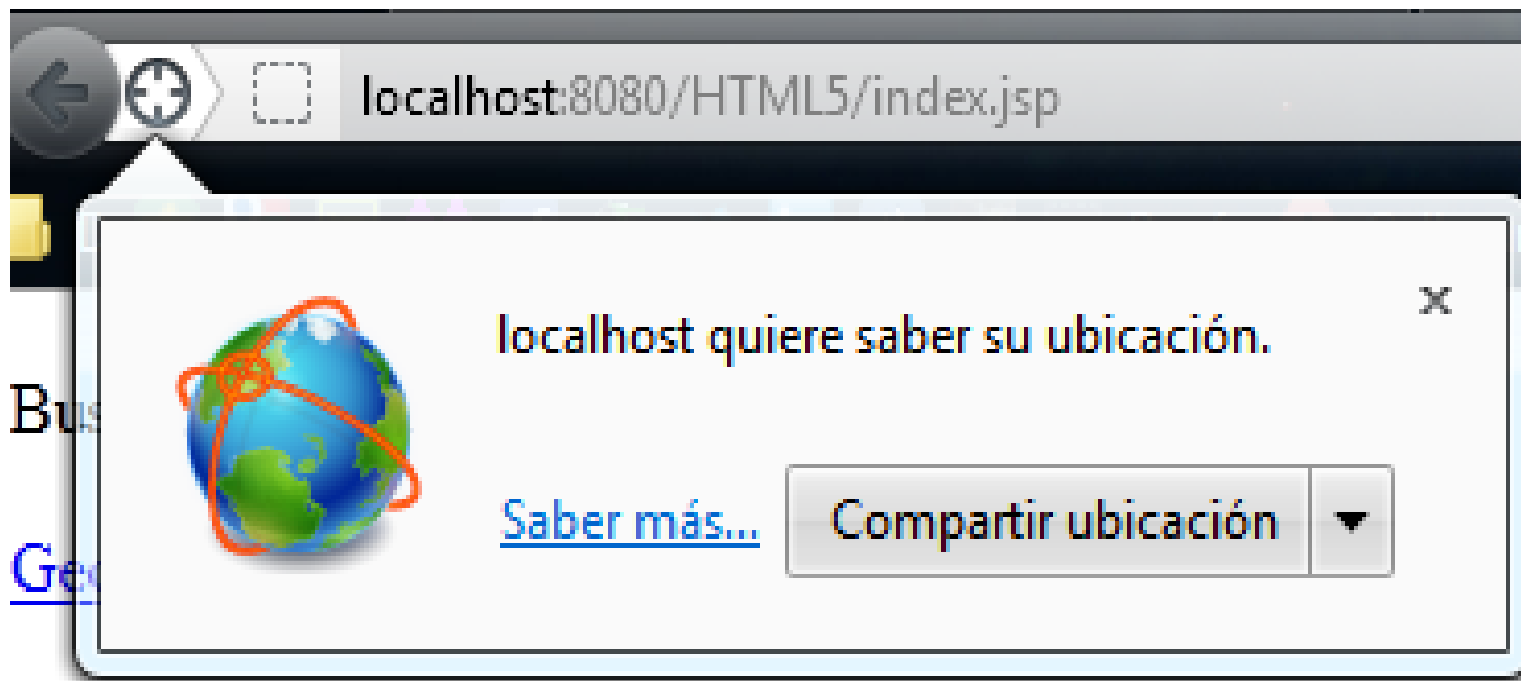 localhost:8080/HTML5/index.jsp
localhost quiere saber su ubicación.
x
Saber más...
Compartir ubicación